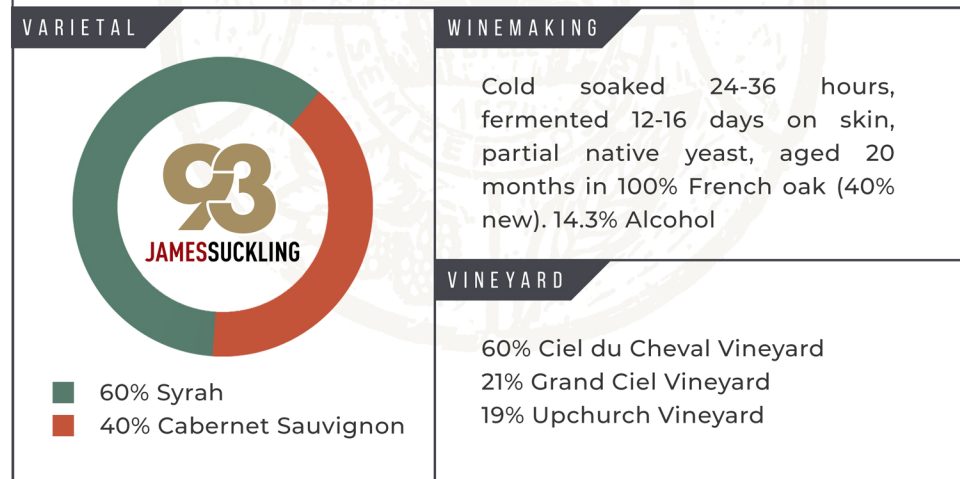 VARIETAL
93
JAMESSUCKLING
60% Syrah
40% Cabernet Sauvignon
WINEMAKING
Cold soaked 24-36 hours,
fermented 12-16 days on skin,
partial native yeast, aged 20
months in 100% French oak (40%
new). 14.3% Alcohol
VINEYARD
60% Ciel du Cheval Vineyard
21% Grand Ciel Vineyard
19% Upchurch Vineyard